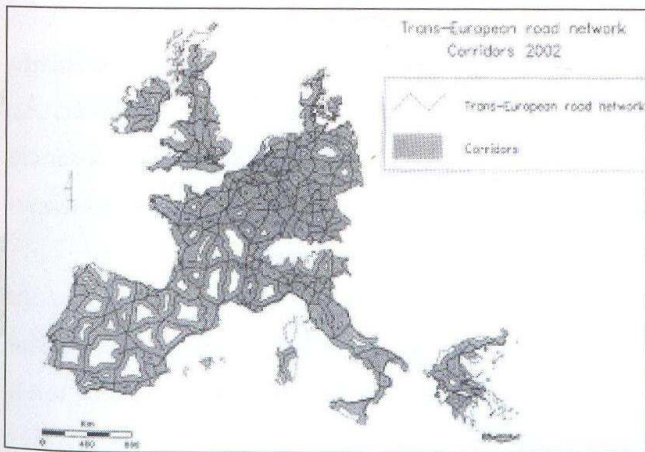 Trans-European road network
Corridors 2002
Trans-European road network
Corridors
Km
0 400 800